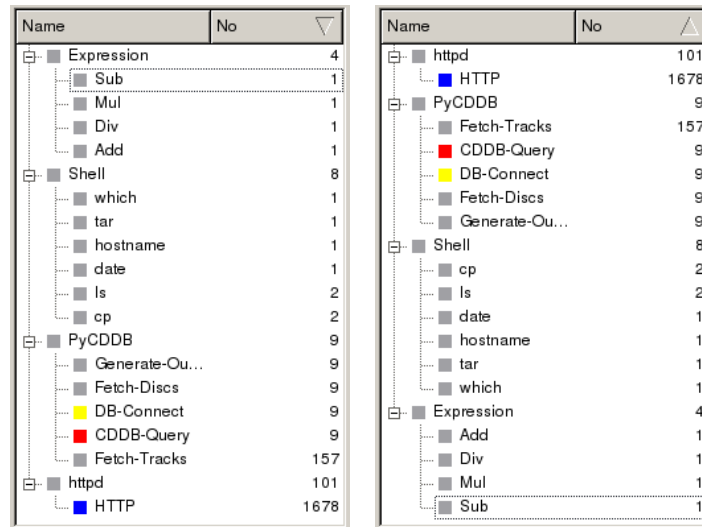 Name No
Expression 4
Sub 1
Mul 1
Div 1
Add 1
Shell 8
which 1
tar 1
hostname 1
date 1
ls 2
cp 2
PyCDDB 9
Generate-Ou... 9
Fetch-Discs 9
DB-Connect 9
CDDB-Query 9
Fetch-Tracks 157
httpd 101
HTTP 1678
Name No
httpd 101
HTTP 1678
PyCDDB 9
Fetch-Tracks 157
CDDB-Query 9
DB-Connect 9
Fetch-Discs 9
Generate-Ou... 9
Shell 8
cp 2
ls 2
date 1
hostname 1
tar 1
which 1
Expression 4
Add 1
Div 1
Mul 1
Sub 1